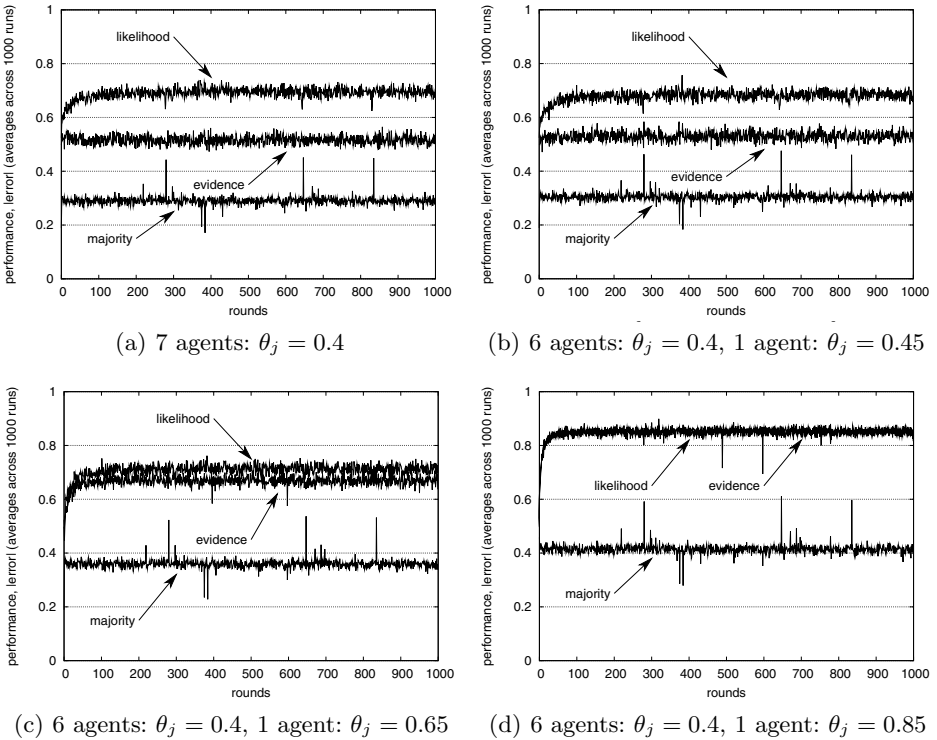 performance, |error| (averages across 1000 runs)
1
0.8
0.6
0.4
0.2
0
likelihood
evidence
majority
0 100 200 300 400 500 600 700 800 900 1000
rounds
(a) 7 agents: θj = 0.4
performance, |error| (averages across 1000 runs)
1
0.8
0.6
0.4
0.2
0
likelihood
evidence
majority
0 100 200 300 400 500 600 700 800 900 1000
rounds
(b) 6 agents: θj = 0.4, 1 agent: θj = 0.45
performance, |error| (averages across 1000 runs)
1
0.8
0.6
0.4
0.2
0
likelihood
evidence
majority
0 100 200 300 400 500 600 700 800 900 1000
rounds
(c) 6 agents: θj = 0.4, 1 agent: θj = 0.65
performance, |error| (averages across 1000 runs)
1
0.8
0.6
0.4
0.2
0
likelihood evidence
majority
0 100 200 300 400 500 600 700 800 900 1000
rounds
(d) 6 agents: θj = 0.4, 1 agent: θj = 0.85